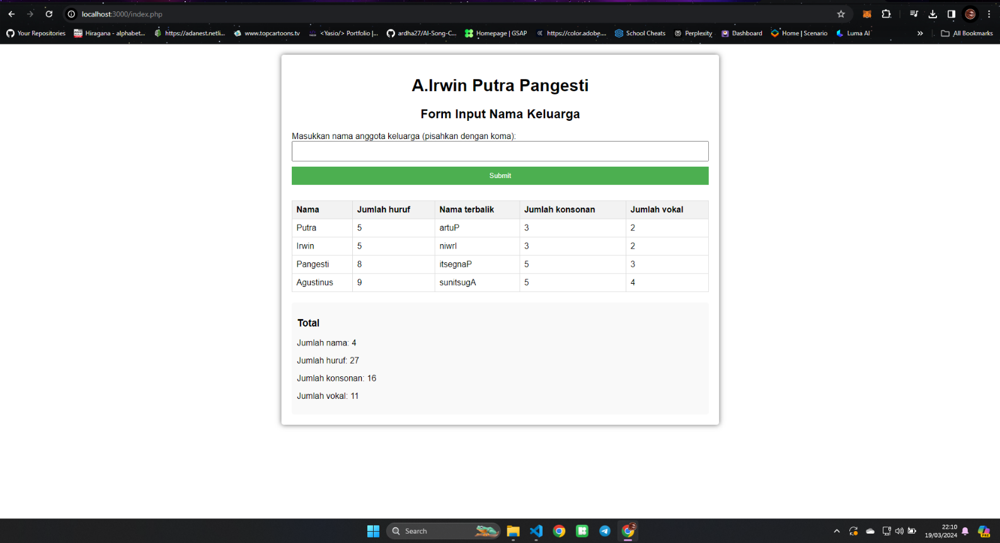 localhost:3000/index.php
Your Repositories Hiragana - alphabet... https://adanest.netli... www.topcartoons.tv <Yasio/> Portfolio |... ardha27/AI-Song-C... Homepage | GSAP https://color.adobe.... School Cheats Perplexity Dashboard Home | Scenario Luma AI » All Bookmarks
A.Irwin Putra Pangesti
Form Input Nama Keluarga
Masukkan nama anggota keluarga (pisahkan dengan koma):
Submit
Nama Jumlah huruf Nama terbalik Jumlah konsonan Jumlah vokal
Putra 5 artuP 3 2
Irwin 5 niwrI 3 2
Pangesti 8 itsegnaP 5 3
Agustinus 9 sunitsugA 5 4
Total
Jumlah nama: 4
Jumlah huruf: 27
Jumlah konsonan: 16
Jumlah vokal: 11
Search
22:10
19/03/2024
PRE